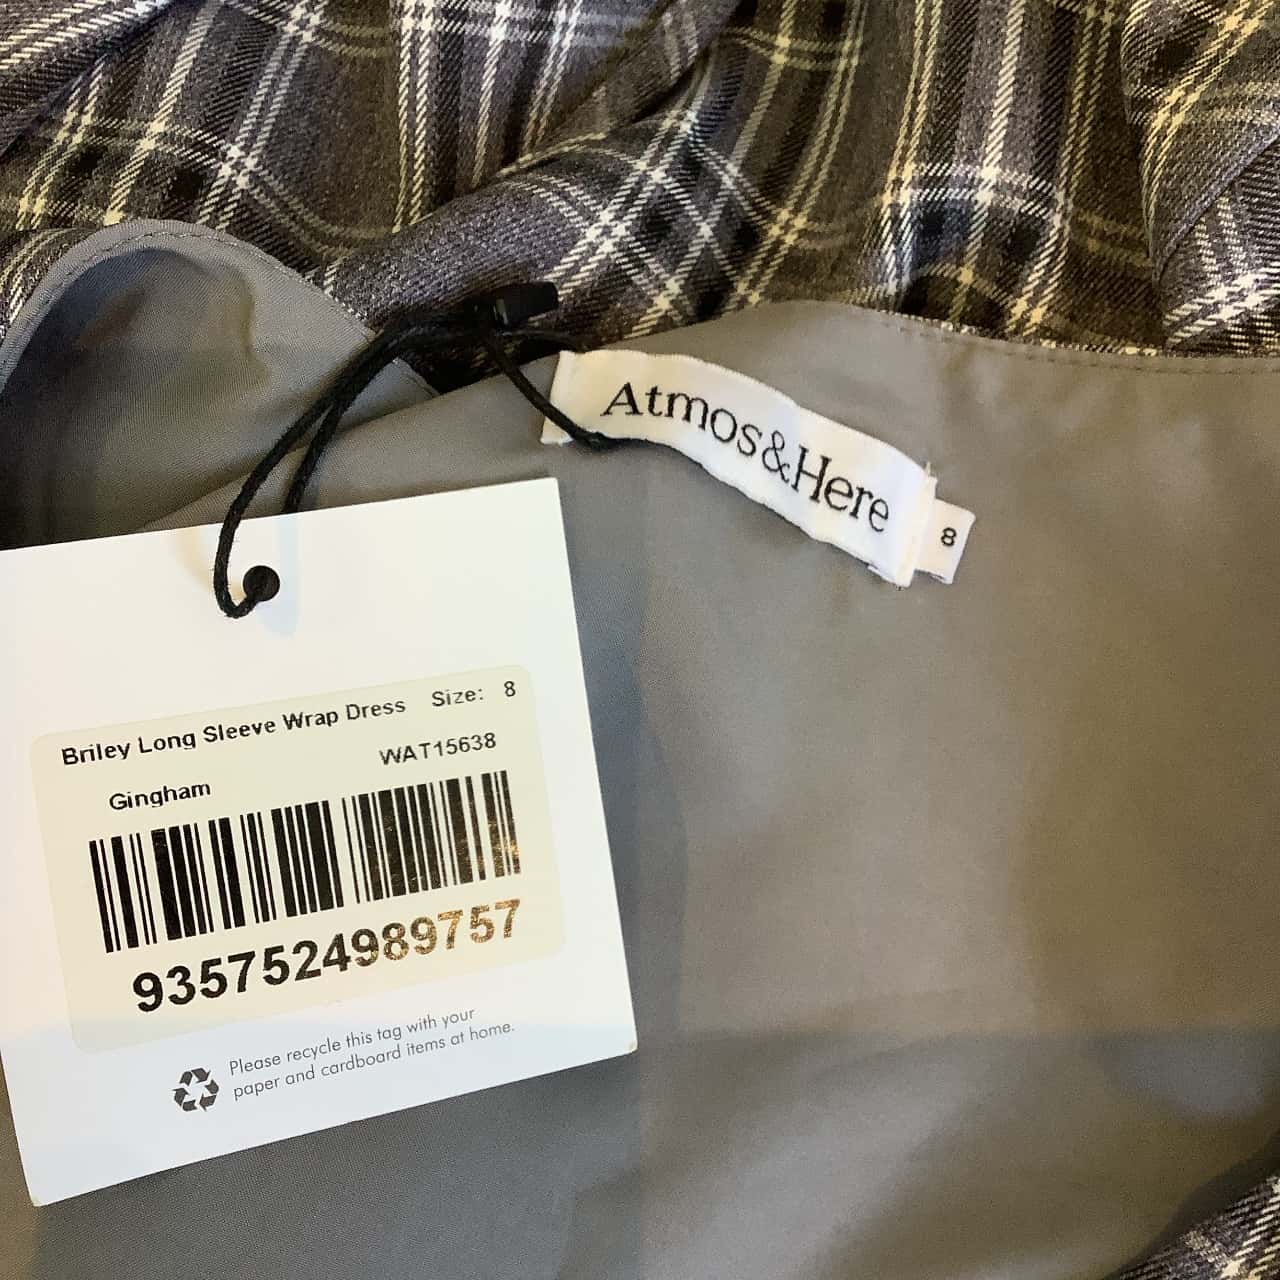 Atmos&Here
8
Briley Long Sleeve Wrap Dress Size: 8
WAT15638
Gingham
9357524989757
Please recycle this tag with your
paper and cardboard items at home.